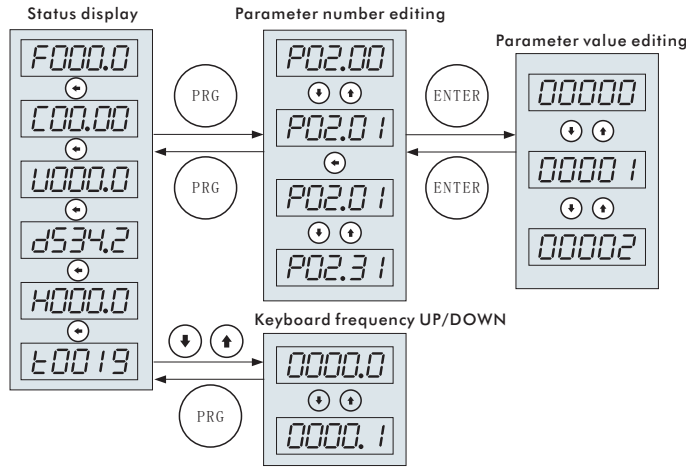 Status display
F000.0
C00.00
U000.0
d534.2
H000.0
t0019
PRG
PRG
Parameter number editing
P02.00
P02.01
P02.01
P02.31
ENTER
ENTER
Parameter value editing
00000
00001
00002
Keyboard frequency UP/DOWN
PRG
0000.0
0000.1